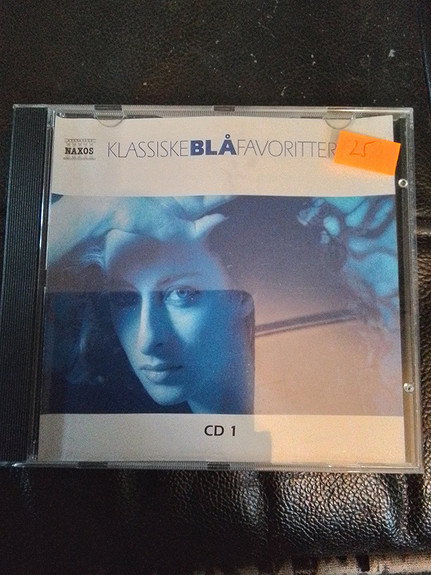 NAXOS
KLASSISKEBLÅFAVORITTER
25
CD 1